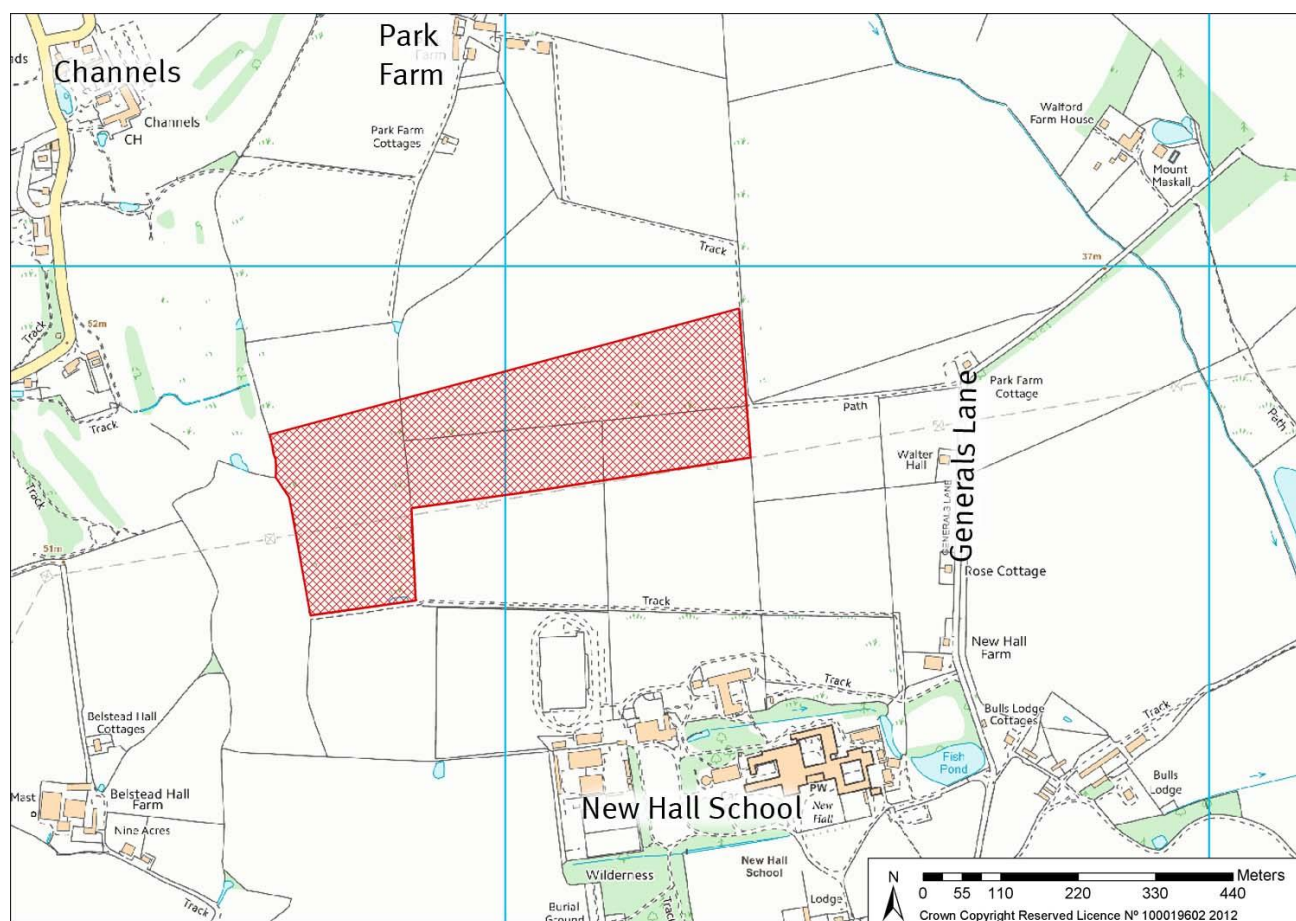 Park
Farm
Farm
nds
Channels
Channels
CH
Park Farm
Cottages
Walford
Farm House
Mount
Maskall
Track
37m
Track
52m
Track
Path
Park Farm
Cottage
Path
Generals Lane
GENERALS LANE
Walter
Hall
Track
51m
Rose Cottage
Track
New Hall
Farm
Track
Track
Belstead Hall
Cottages
Bulls Lodge
Cottages
Fish
Pond
Bulls
Lodge
Mast
Belstead Hall
Farm
Nine Acres
New Hall School
PW
New
Hall
New Hall
School
Wilderness
Lodge
Burial
Ground
Track
Track
N
0 55 110 220 330 440 Meters
Crown Copyright Reserved Licence Nº 100019602 2012